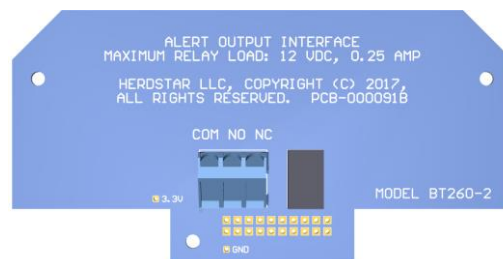 ALERT OUTPUT INTERFACE
MAXIMUM RELAY LOAD: 12 VDC, 0.25 AMP
HERDSTAR LLC, COPYRIGHT (C) 2017,
ALL RIGHTS RESERVED. PCB-000091B
COM NO NC
3.3V
MODEL BT260-2
GND